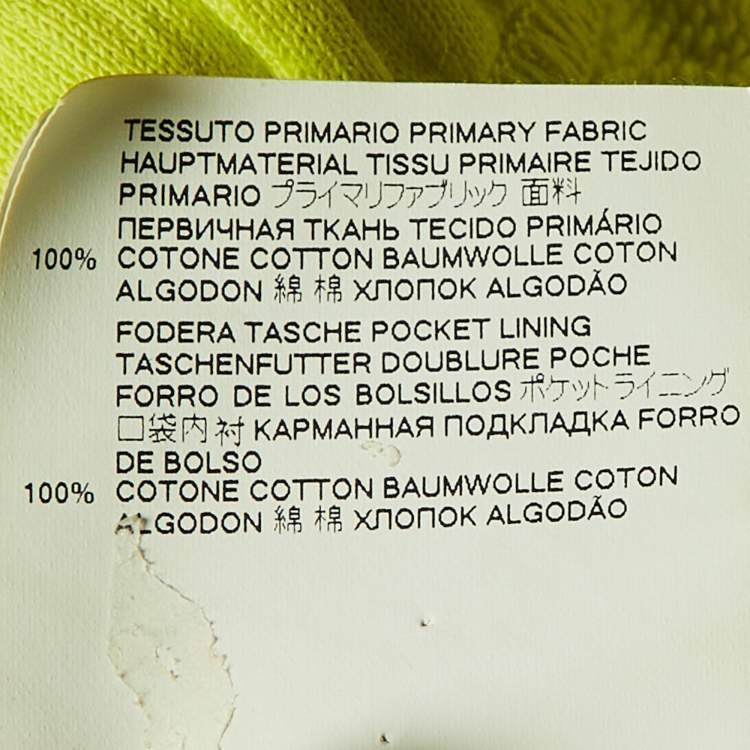 TESSUTO PRIMARIO PRIMARY FABRIC
HAUPTMATERIAL TISSU PRIMAIRE TEJIDO
PRIMARIO プライマリファブリック 面料
ПЕРВИЧНАЯ ТКАНЬ TECIDO PRIMÁRIO
100% COTONE COTTON BAUMWOLLE COTON
ALGODON 綿 棉 ХЛОПОК ALGODÃO
FODERA TASCHE POCKET LINING
TASCHENFUTTER DOUBLURE POCHE
FORRO DE LOS BOLSILLOS ポケットライニング
口袋内衬 КАРМАННАЯ ПОДКЛАДКА FORRO
DE BOLSO
100% COTONE COTTON BAUMWOLLE COTON
ALGODON 綿 棉 ХЛОПОК ALGODÃO